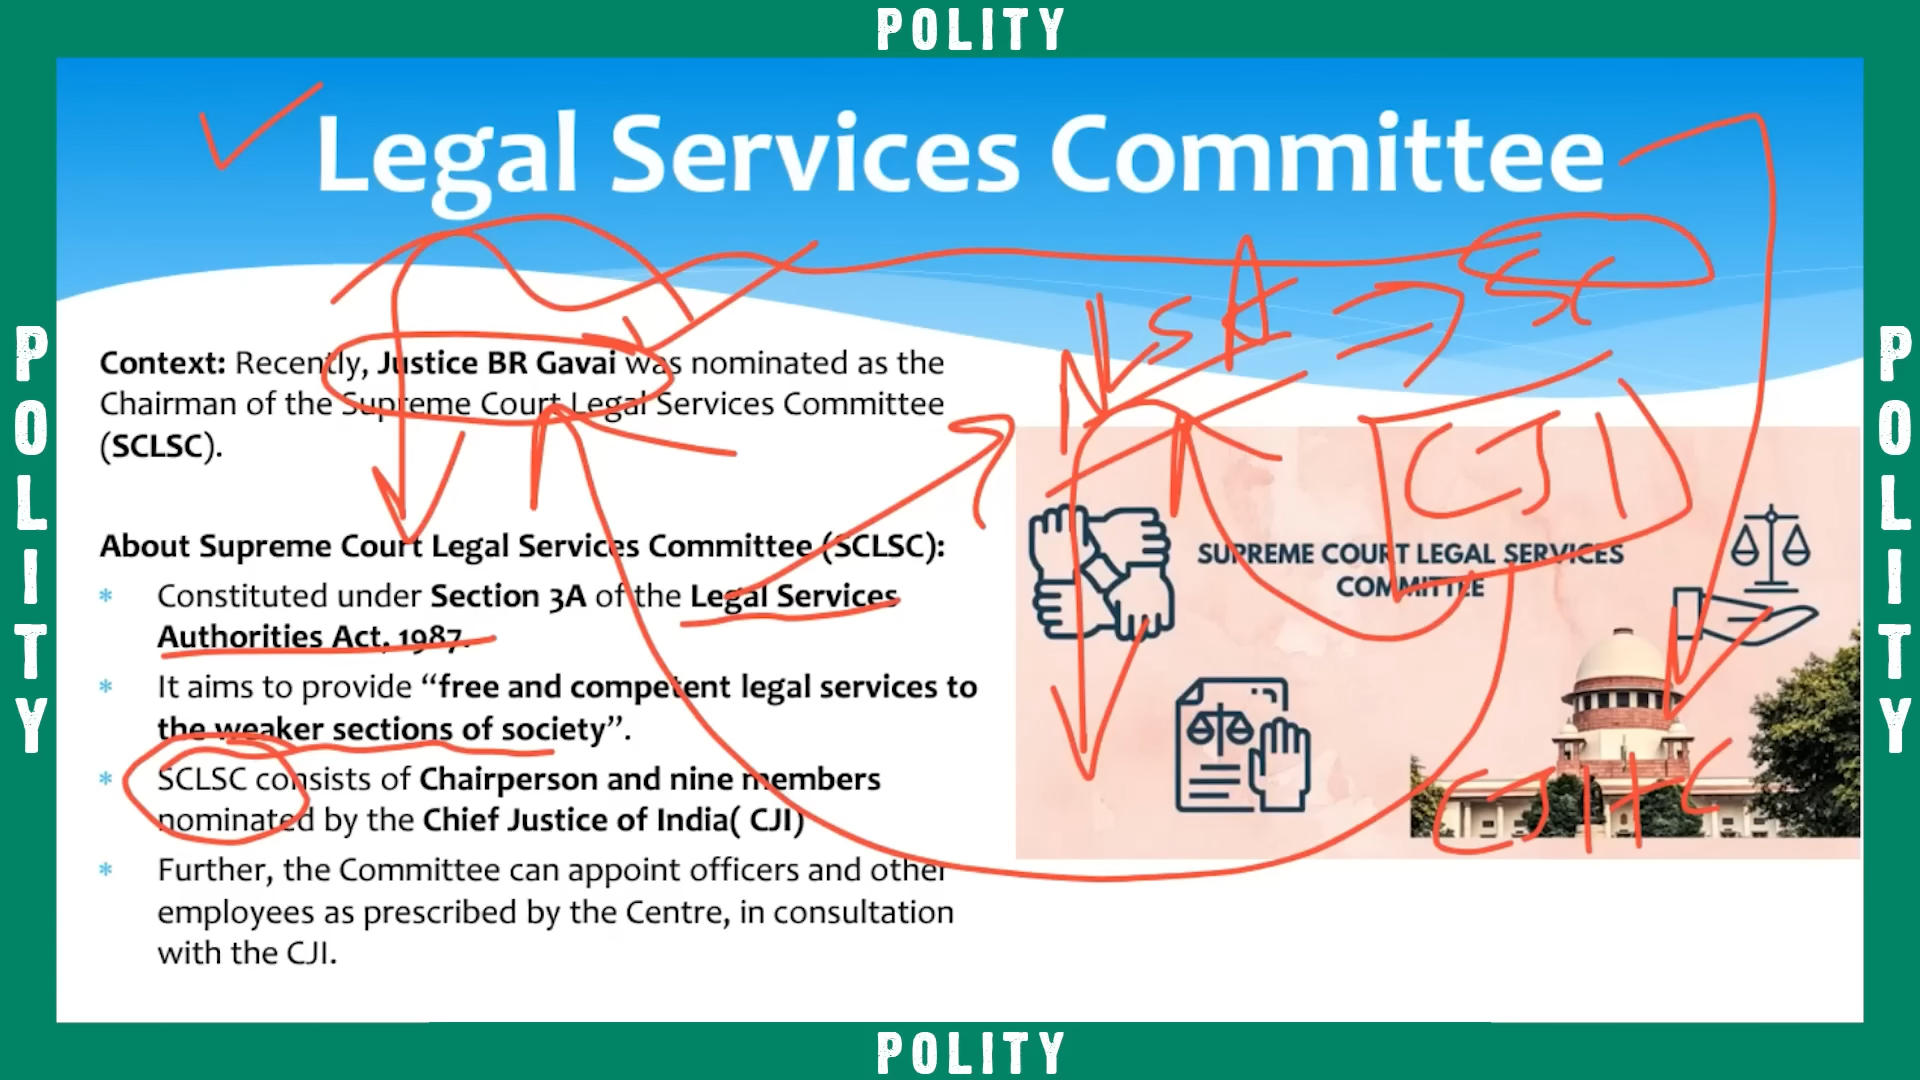 POLITY
Legal Services Committee
SC
CJI
Context: Recently, Justice BR Gavai was nominated as the
Chairman of the Supreme Court Legal Services Committee
(SCLSC).
About Supreme Court Legal Services Committee (SCLSC):
* Constituted under Section 3A of the Legal Services
Authorities Act, 1987.
* It aims to provide “free and competent legal services to
the weaker sections of society”.
* SCLSC consists of Chairperson and nine members
nominated by the Chief Justice of India( CJI)
* Further, the Committee can appoint officers and other
employees as prescribed by the Centre, in consultation
with the CJI.
SUPREME COURT LEGAL SERVICES
COMMITTEE
POLITY
POLITY
POLITY